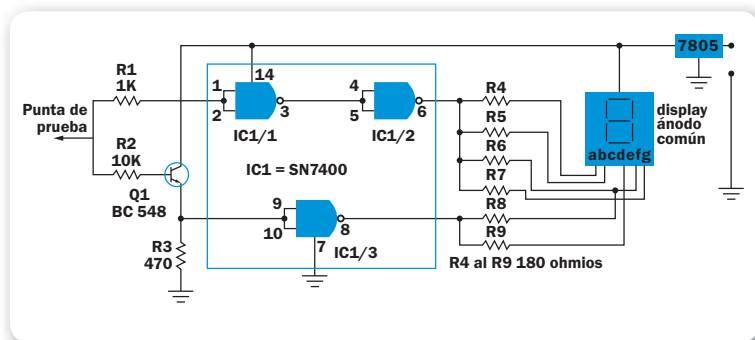 7805
R1
1K
14
1
2
3
IC1/1
4
5
6
IC1/2
R4
R5
R6
R7
R8
R9
display
ánodo
común
abcdefg
Punta de
prueba
R2
10K
IC1 = SN7400
Q1
BC 548
9
10
8
7
IC1/3
R3
470
R4 al R9 180 ohmios